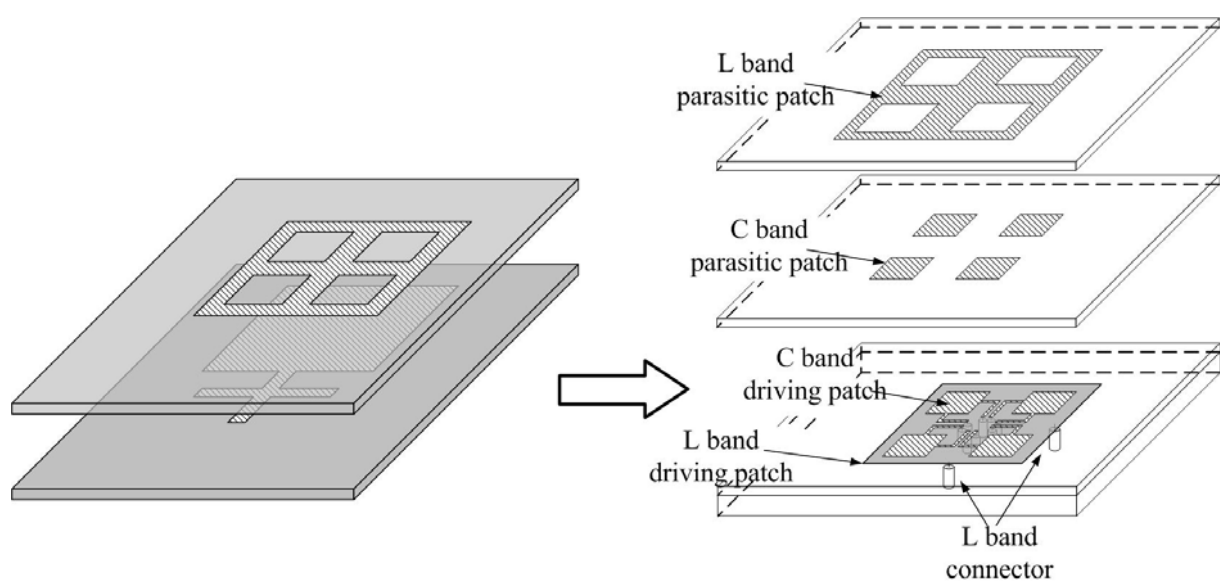 L band
parasitic patch
C band
parasitic patch
C band
driving patch
L band
driving patch
L band
connector